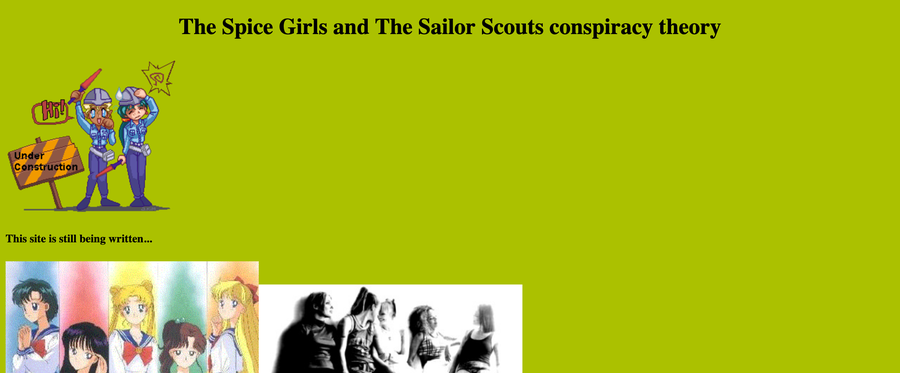 The Spice Girls and The Sailor Scouts conspiracy theory
Hi!
Under
Construction
This site is still being written...